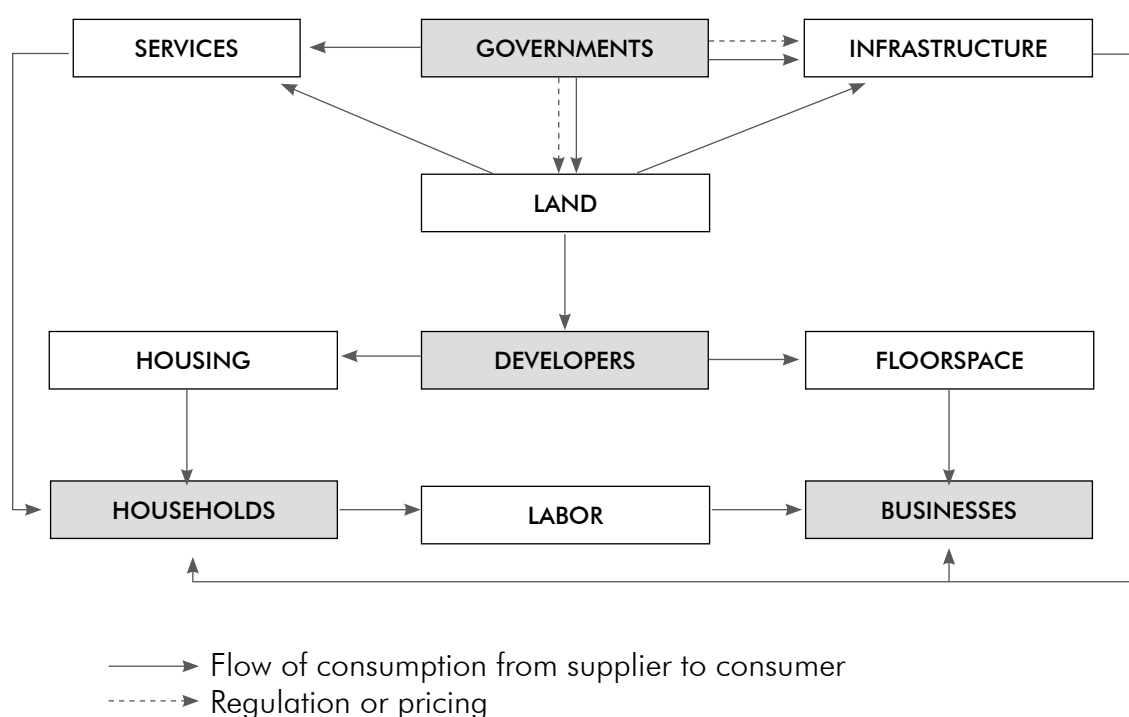 SERVICES
GOVERNMENTS
INFRASTRUCTURE
LAND
HOUSING
DEVELOPERS
FLOORSPACE
HOUSEHOLDS
LABOR
BUSINESSES
Flow of consumption from supplier to consumer
Regulation or pricing